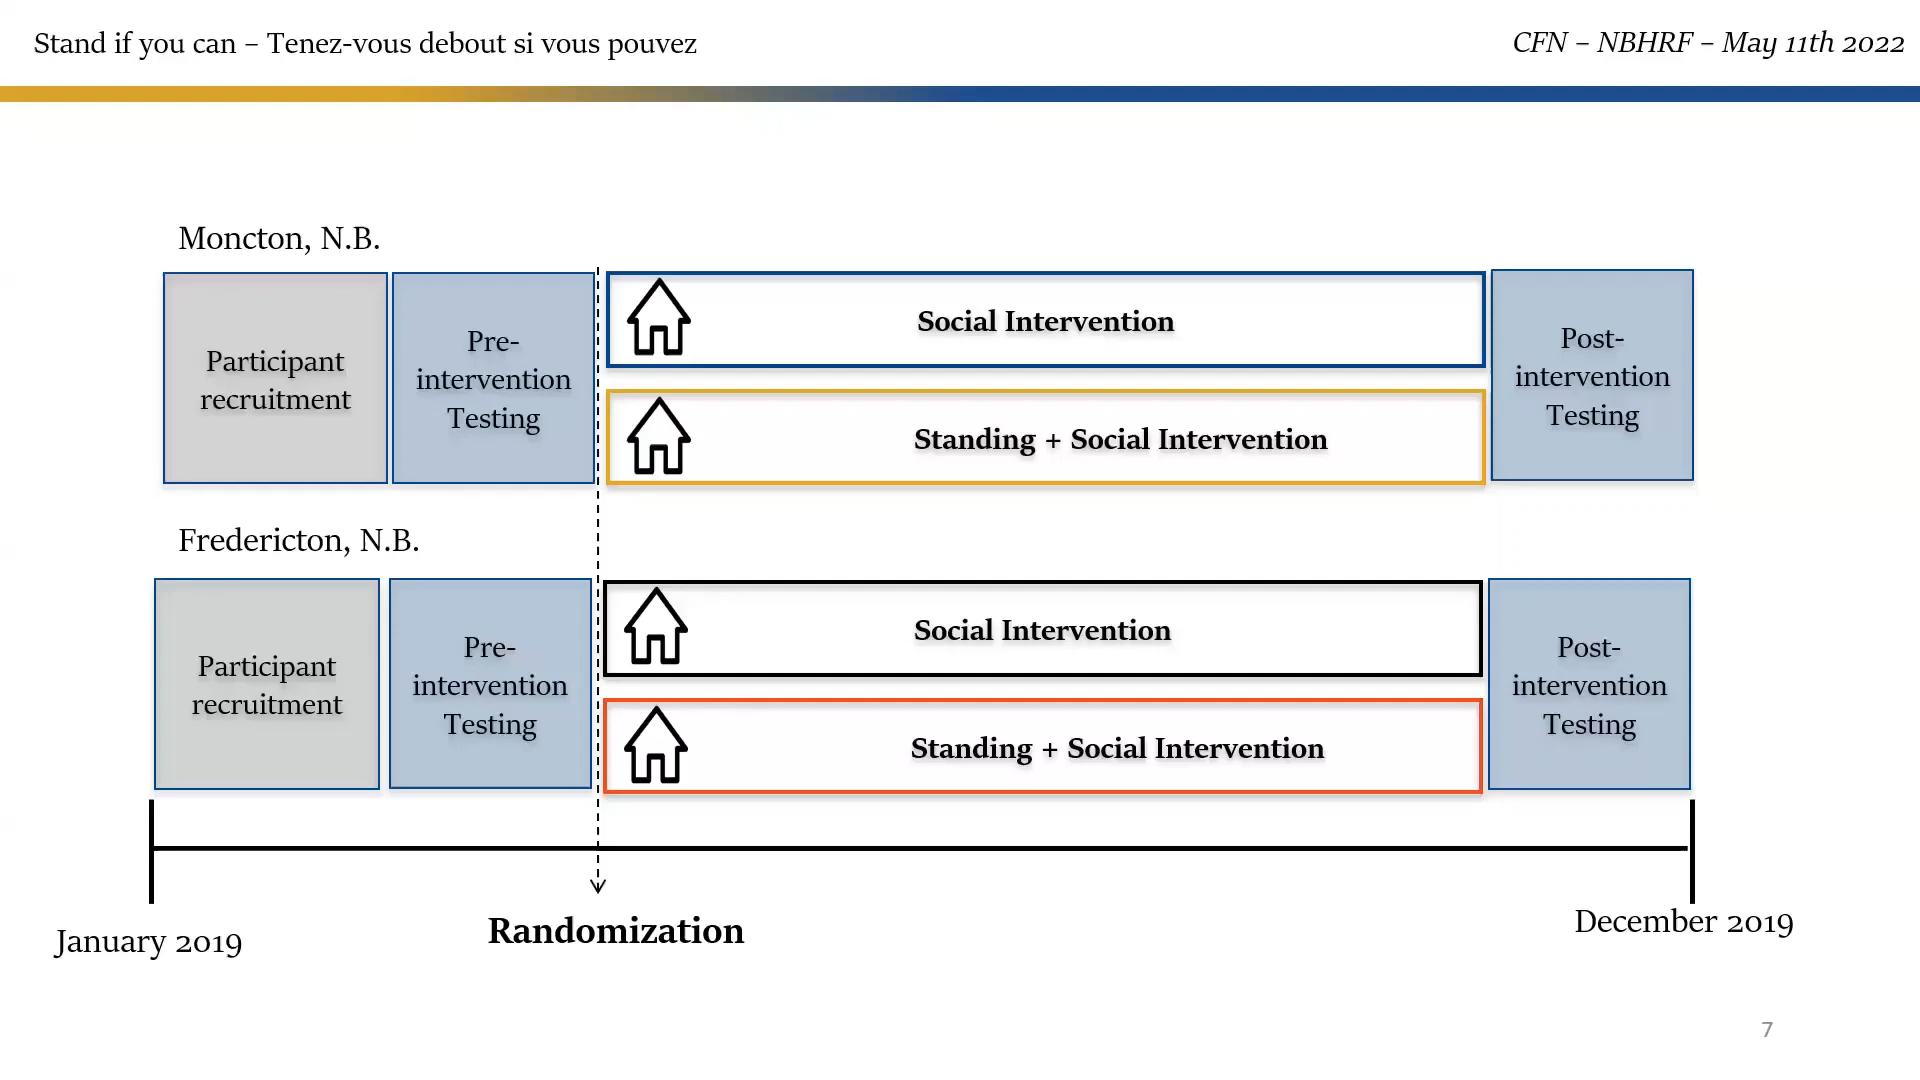 Stand if you can – Tenez-vous debout si vous pouvez
CFN – NBHRF – May 11th 2022
Moncton, N.B.
Participant
recruitment
Pre-
intervention
Testing
Social Intervention
Standing + Social Intervention
Post-
intervention
Testing
Fredericton, N.B.
Participant
recruitment
Pre-
intervention
Testing
Social Intervention
Standing + Social Intervention
Post-
intervention
Testing
January 2019
Randomization
December 2019
7